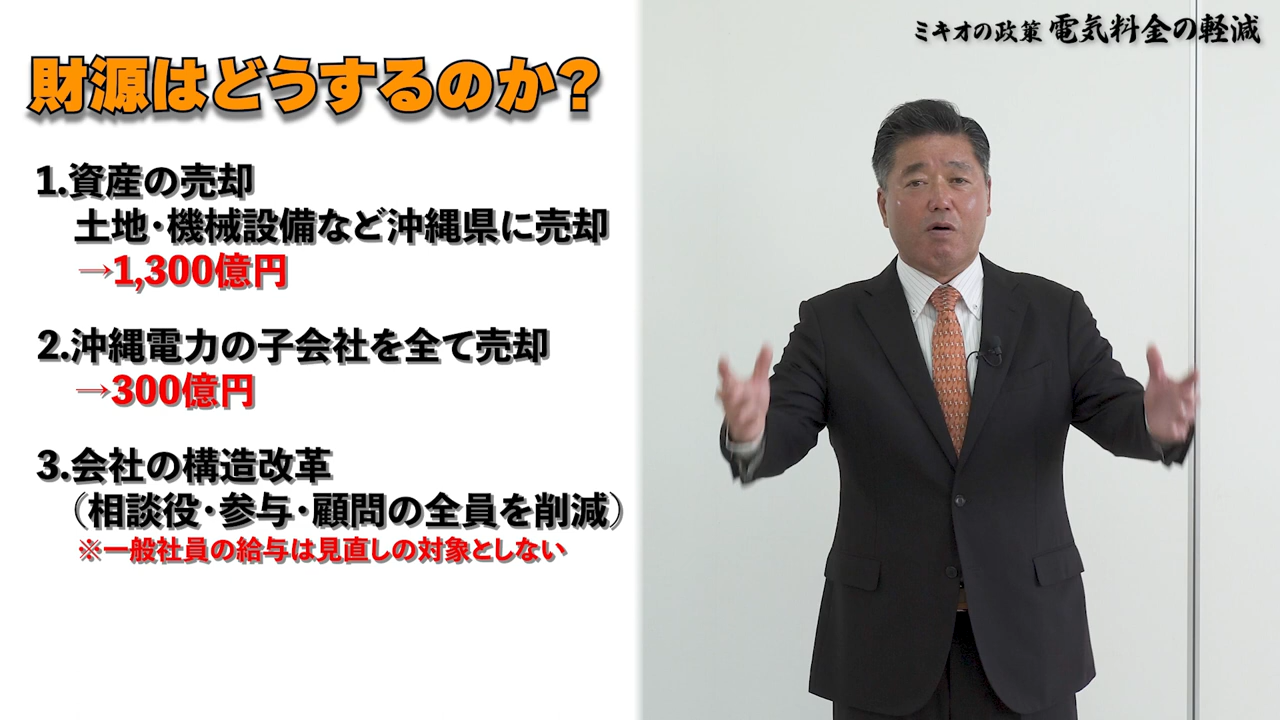 財源はどうするのか?
1.資産の売却
土地・機械設備など沖縄県に売却
→1,300億円
2.沖縄電力の子会社を全て売却
→300億円
3.会社の構造改革
（相談役・参与・顧問の全員を削減）
※一般社員の給与は見直しの対象としない
ミキオの政策 電気料金の軽減